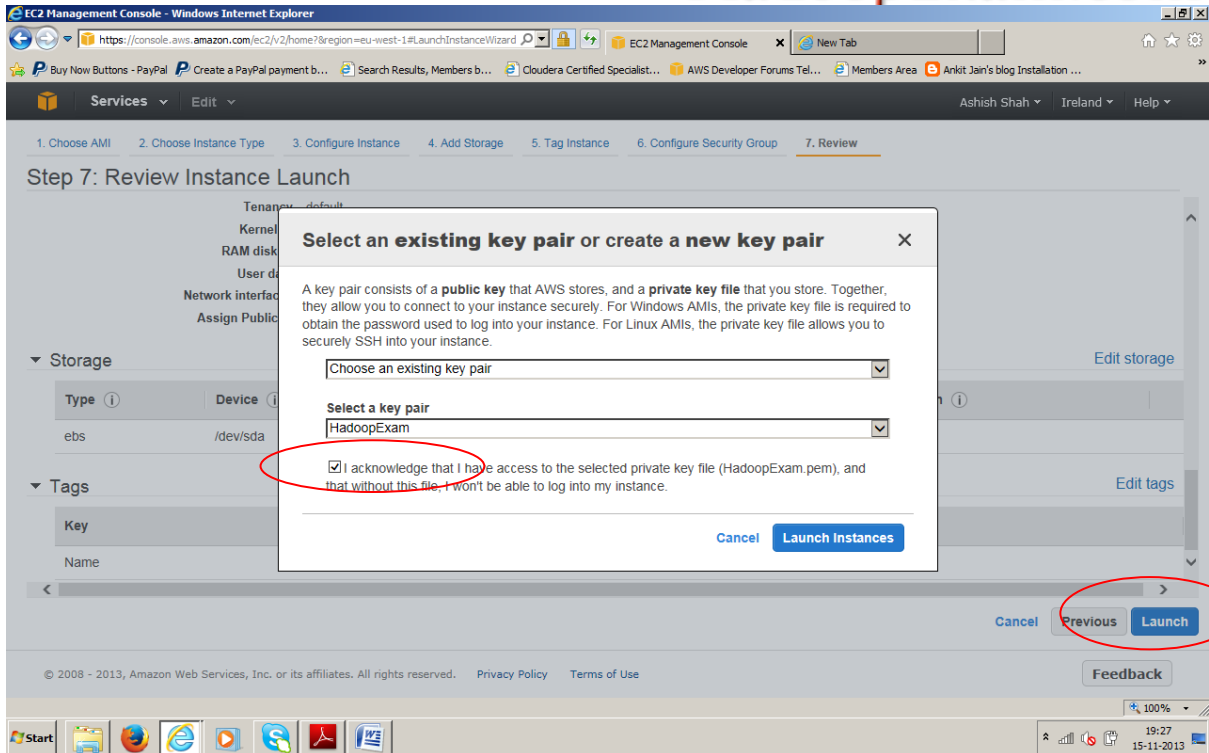 EC2 Management Console - Windows Internet Explorer
https://console.aws.amazon.com/ec2/v2/home?&region=eu-west-1#LaunchInstanceWizard
EC2 Management Console
New Tab
Buy Now Buttons - PayPal
Create a PayPal payment b...
Search Results, Members b...
Cloudera Certified Specialist...
AWS Developer Forums Tel...
Members Area
Ankit Jain's blog Installation ...
Services
Edit
Ashish Shah
Ireland
Help
1. Choose AMI
2. Choose Instance Type
3. Configure Instance
4. Add Storage
5. Tag Instance
6. Configure Security Group
7. Review
Step 7: Review Instance Launch
Tenancy default
Kernel
RAM disk
User da
Network interfac
Assign Public
Storage
Edit storage
Type
Device
ebs
/dev/sda
Tags
Edit tags
Key
Name
Select an existing key pair or create a new key pair
A key pair consists of a public key that AWS stores, and a private key file that you store. Together,
they allow you to connect to your instance securely. For Windows AMIs, the private key file is required to
obtain the password used to log into your instance. For Linux AMIs, the private key file allows you to
securely SSH into your instance.
Choose an existing key pair
Select a key pair
HadoopExam
I acknowledge that I have access to the selected private key file (HadoopExam.pem), and
that without this file, I won't be able to log into my instance.
Cancel
Launch Instances
Cancel
Previous
Launch
© 2008 - 2013, Amazon Web Services, Inc. or its affiliates. All rights reserved.
Privacy Policy
Terms of Use
Feedback
100%
Start
19:27
15-11-2013